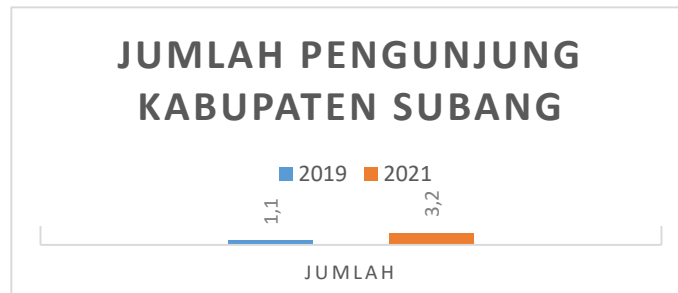 JUMLAH PENGUNJUNG
KABUPATEN SUBANG
2019 2021
1,1
3,2
JUMLAH